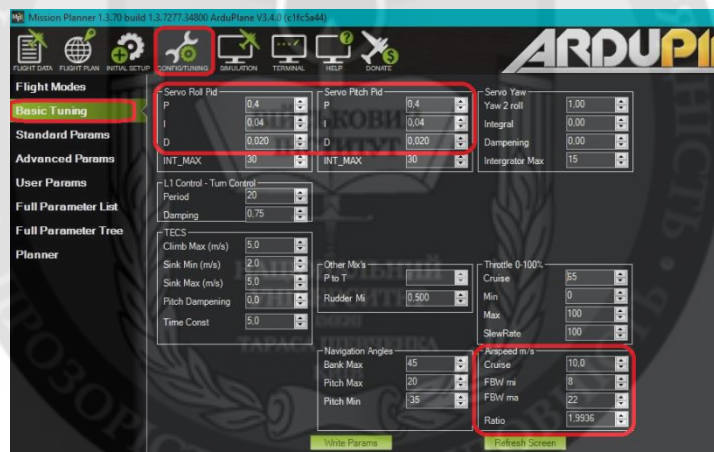 Mission Planner 1.3.70 build 1.3.7277.34800 ArduPlane V3.4.0 (c1fc5a44)
FLIGHT DATA FLIGHT PLAN INITIAL SETUP CONFIG/TUNING SIMULATION TERMINAL HELP DONATE
ARDUPI
Flight Modes
Basic Tuning
Standard Params
Advanced Params
User Params
Full Parameter List
Full Parameter Tree
Planner
Servo Roll Pid
P 0,4
I 0,04
D 0,020
INT_MAX 30
Servo Pitch Pid
P 0,4
I 0,04
D 0,020
INT_MAX 30
Servo Yaw
Yaw 2 roll 1,00
Integral 0,00
Dampening 0,00
Intergrator Max 15
L1 Control - Turn Control
Period 20
Damping 0,75
TECS
Climb Max (m/s) 5,0
Sink Min (m/s) 2,0
Sink Max (m/s) 5,0
Pitch Dampening 0,0
Time Const 5,0
Other Mix's
P to T
Rudder Mi 0,500
Throttle 0-100%
Cruise 65
Min 0
Max 100
SlewRate 100
Navigation Angles
Bank Max 45
Pitch Max 20
Pitch Min -35
Airspeed m/s
Cruise 10,0
FBW mi 8
FBW ma 22
Ratio 1,9936
Write Params
Refresh Screen